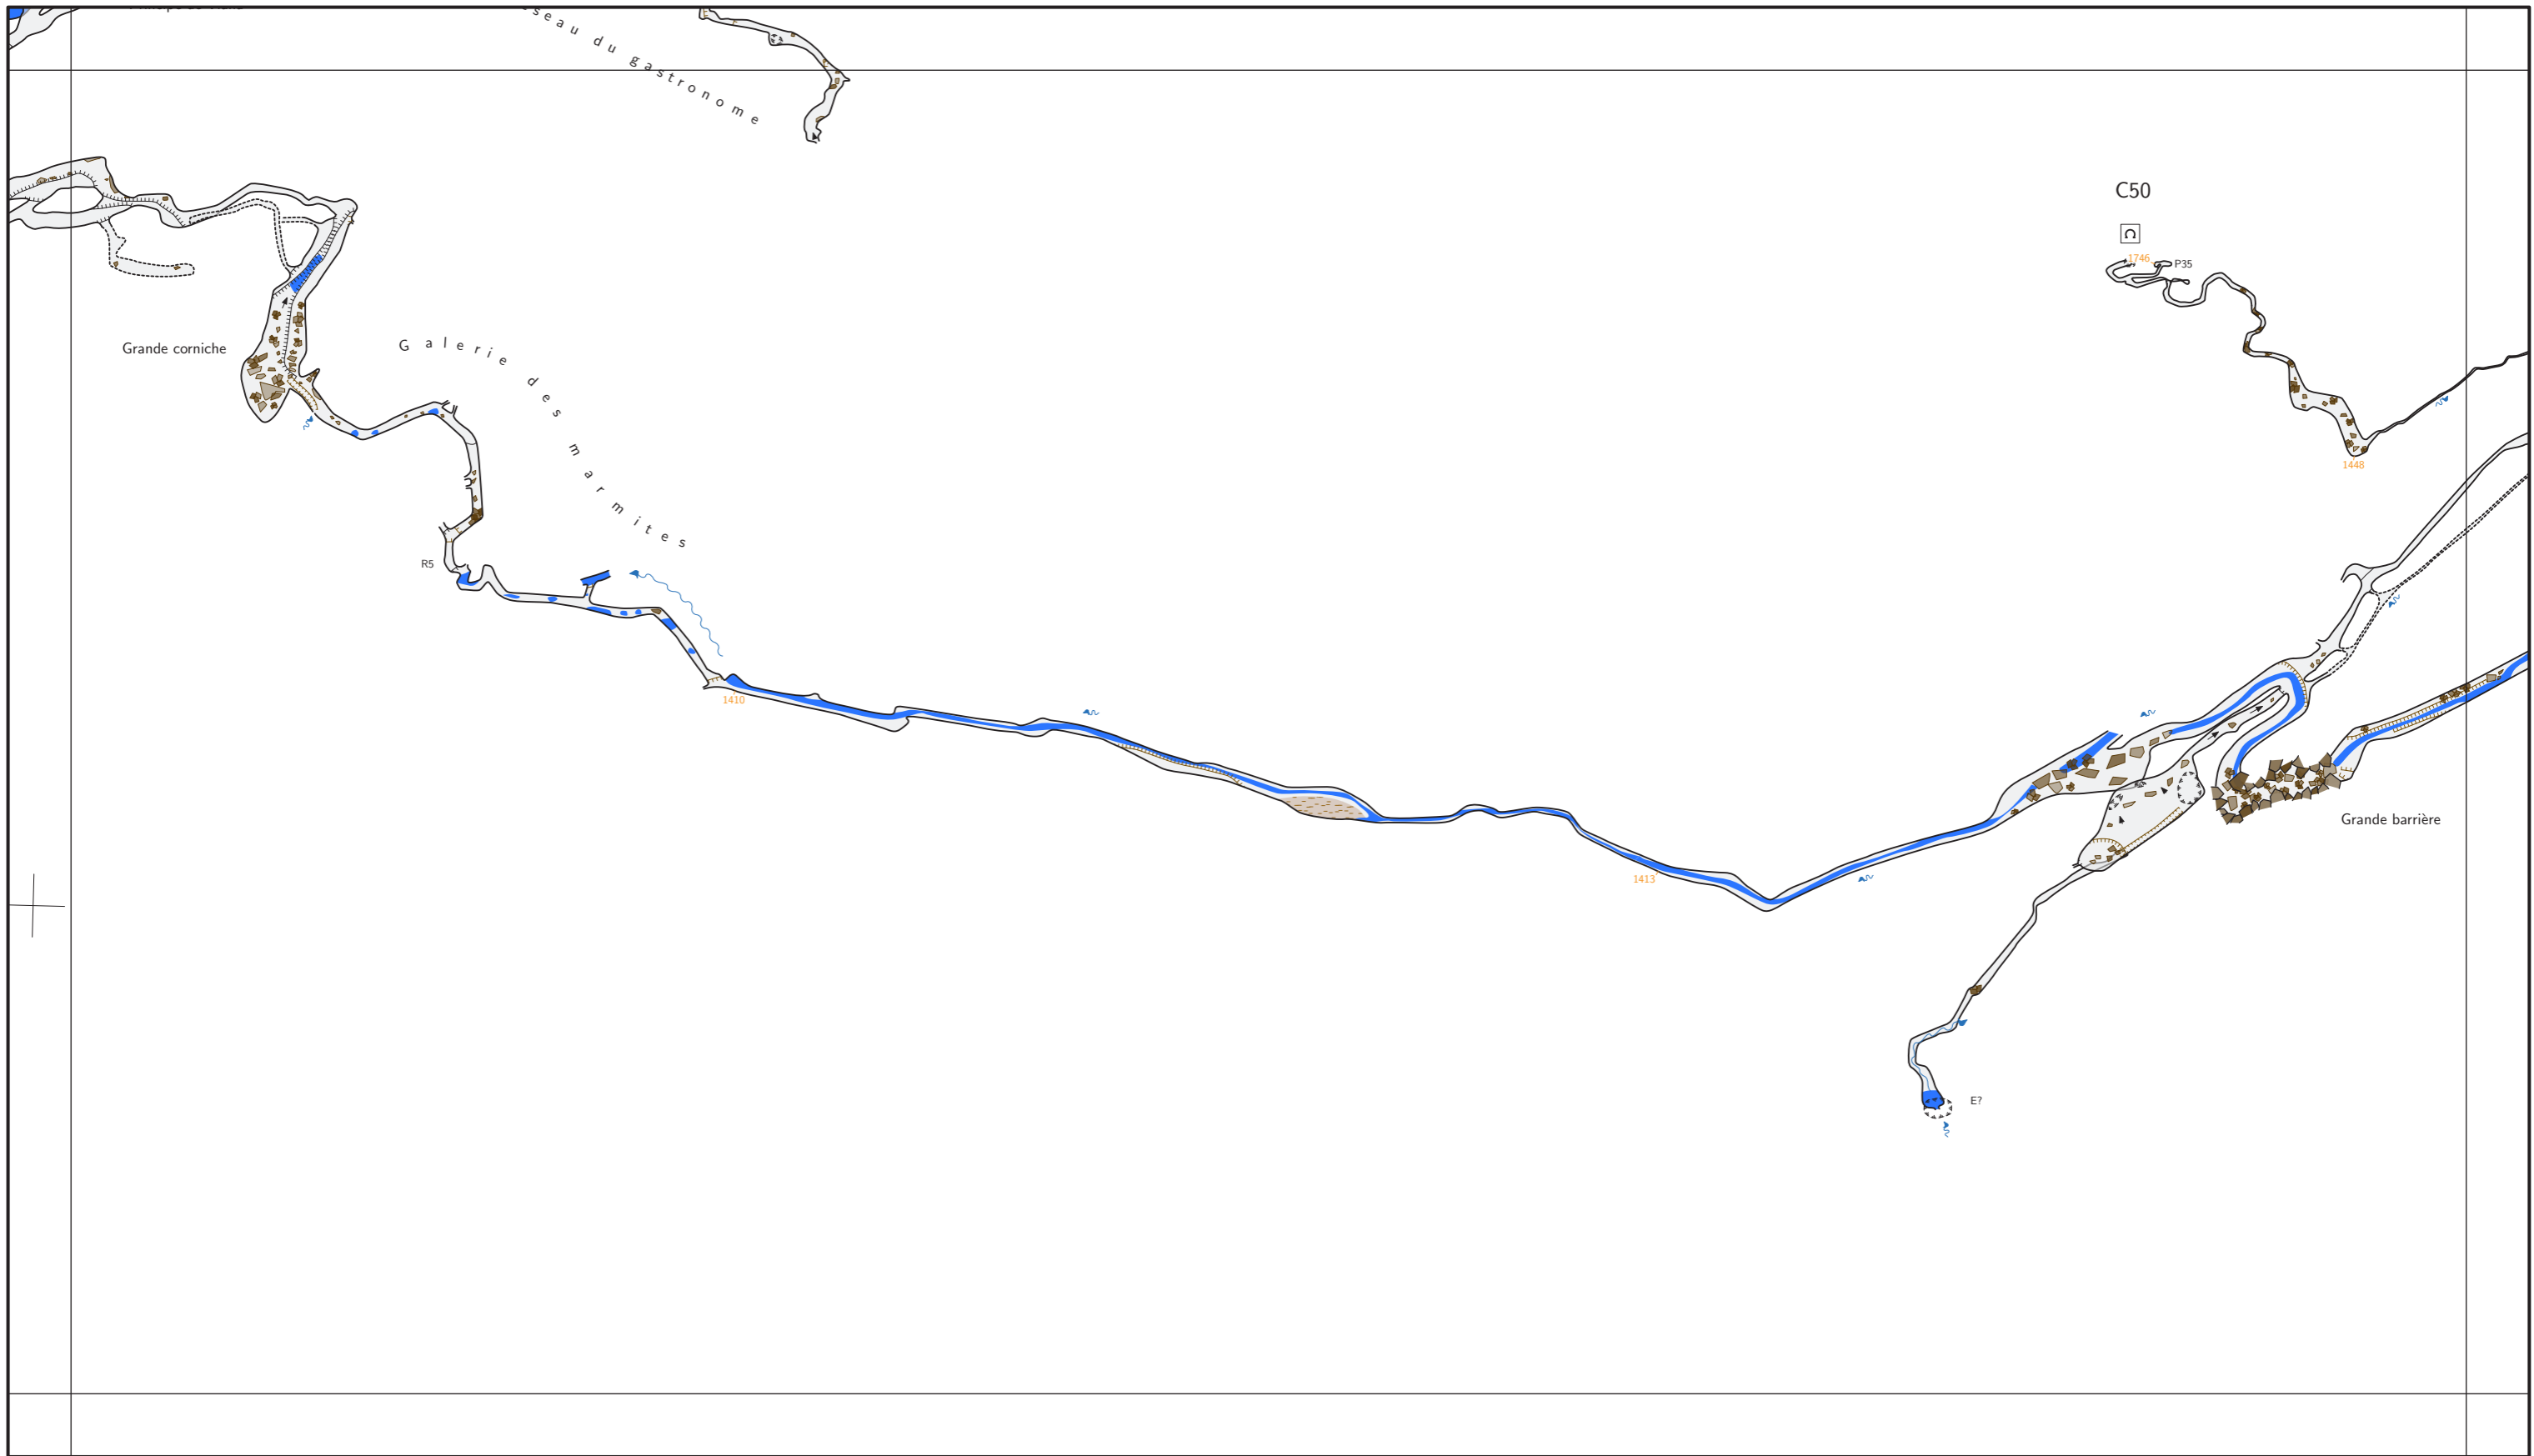 seau du gastronome
C50
1746
P35
Grande corniche
Galerie des marmites
1448
R5
1410
Grande barrière
1413
E?